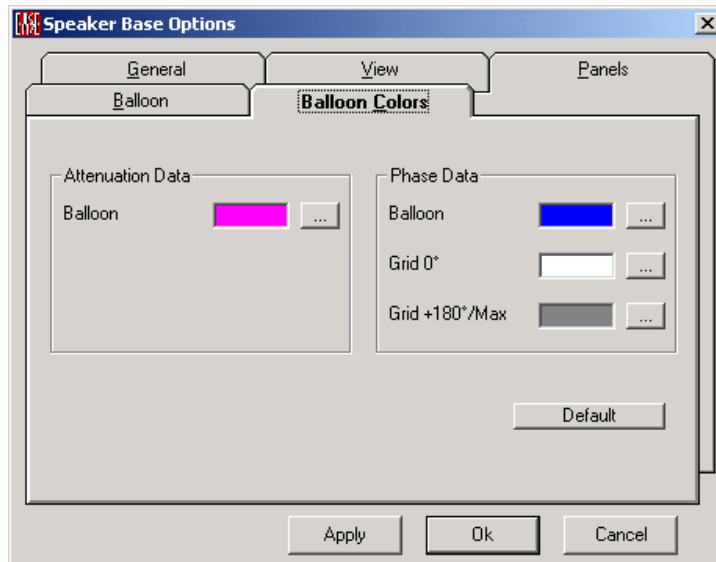 EASE Speaker Base Options
General View Panels
Balloon Balloon Colors
Attenuation Data
Balloon ...
Phase Data
Balloon ...
Grid 0° ...
Grid +180°/Max ...
Default
Apply Ok Cancel